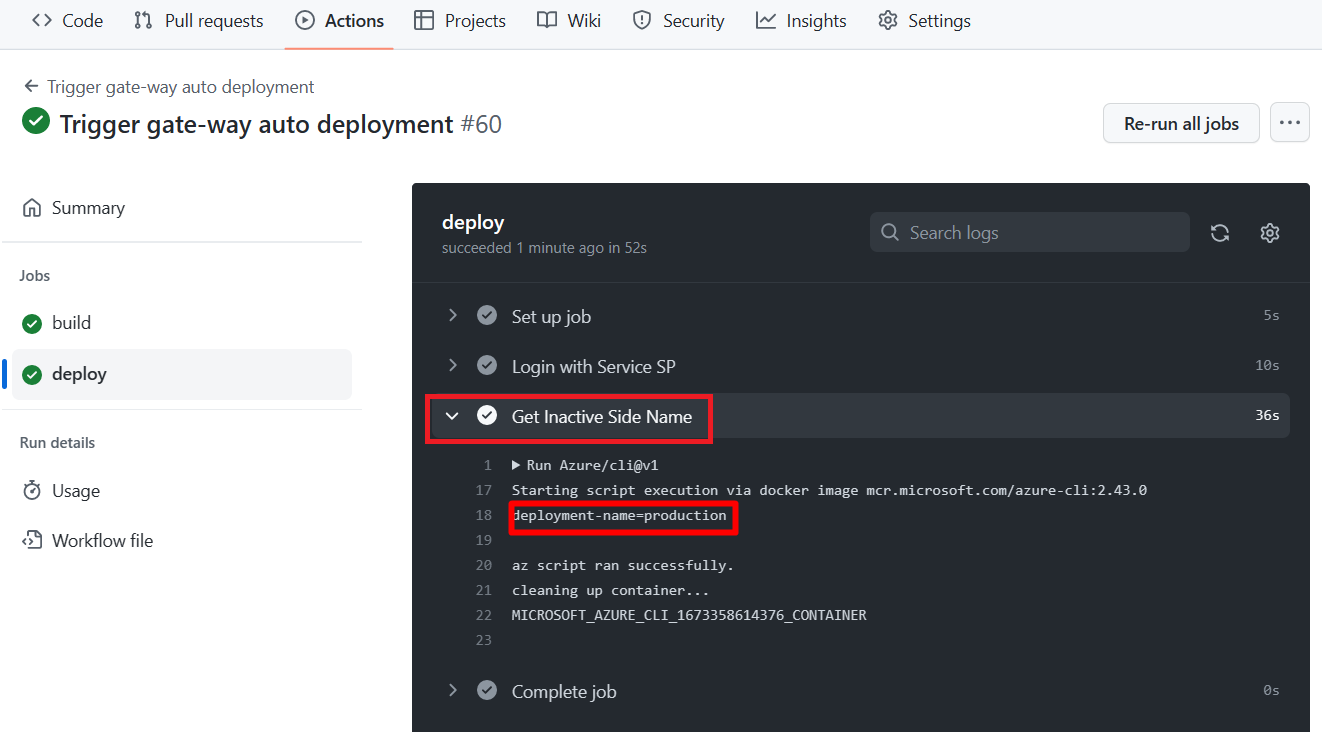 Code Pull requests Actions Projects Wiki Security Insights Settings
Trigger gate-way auto deployment
Trigger gate-way auto deployment #60
Re-run all jobs
Summary
Jobs
build
deploy
Run details
Usage
Workflow file
deploy
succeeded 1 minute ago in 52s
Search logs
Set up job 5s
Login with Service SP 10s
Get Inactive Side Name 36s
1 Run Azure/cli@v1
17 Starting script execution via docker image mcr.microsoft.com/azure-cli:2.43.0
18 deployment-name=production
19
20 az script ran successfully.
21 cleaning up container...
22 MICROSOFT_AZURE_CLI_1673358614376_CONTAINER
23
Complete job 0s